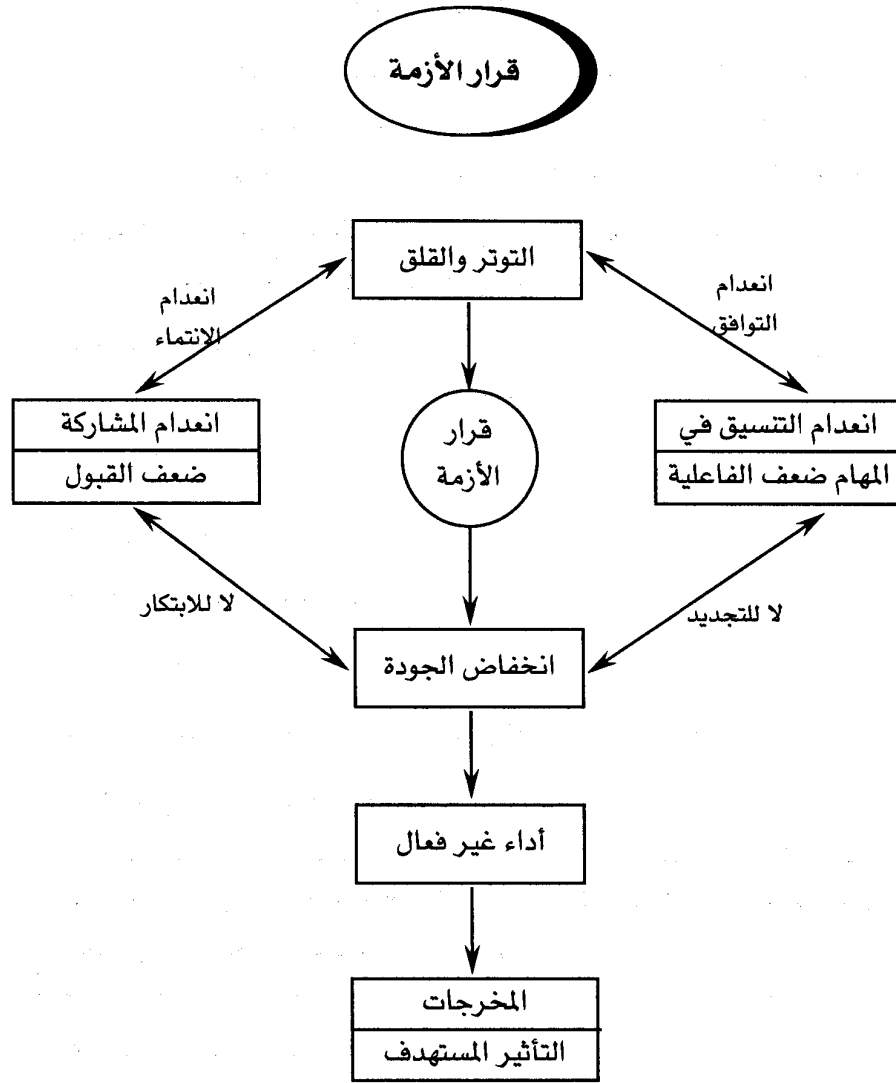 قرار الأزمة
التوتر والقلق
انعدام
التوافق
انعدام
الانتماء
انعدام التنسيق في
المهام ضعف الفاعلية
قرار
الأزمة
انعدام المشاركة
ضعف القبول
لا للتجديد
لا للابتكار
انخفاض الجودة
أداء غير فعال
المخرجات
التأثير المستهدف